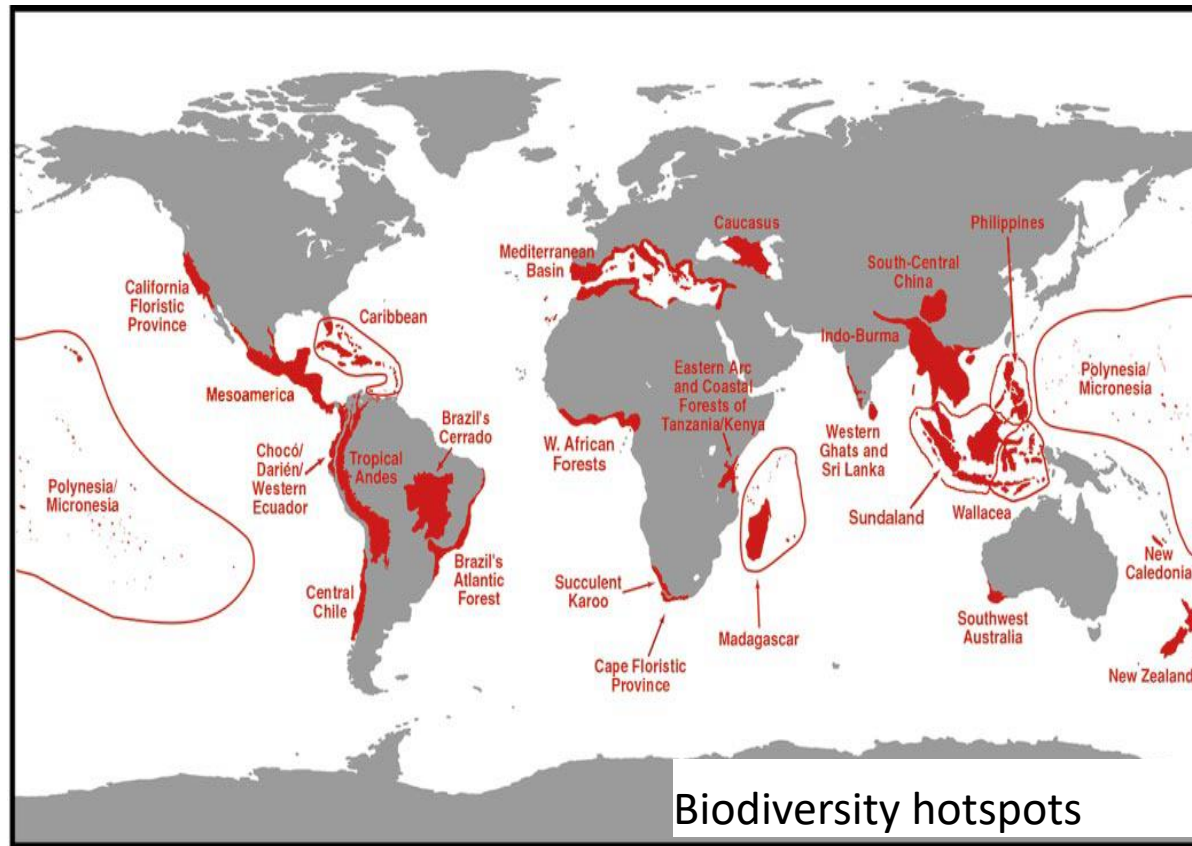 California
Floristic
Province
Caribbean
Mesoamerica
Polynesia/
Micronesia
Chocó/
Darién/
Western
Ecuador
Tropical
Andes
Brazil's
Cerrado
Brazil's
Atlantic
Forest
Central
Chile
Mediterranean
Basin
Caucasus
W. African
Forests
Eastern Arc
and Coastal
Forests of
Tanzania/Kenya
Succulent
Karoo
Cape Floristic
Province
Madagascar
Philippines
South-Central
China
Indo-Burma
Western
Ghats and
Sri Lanka
Sundaland
Wallacea
Polynesia/
Micronesia
New
Caledonia
Southwest
Australia
New Zealand
Biodiversity hotspots